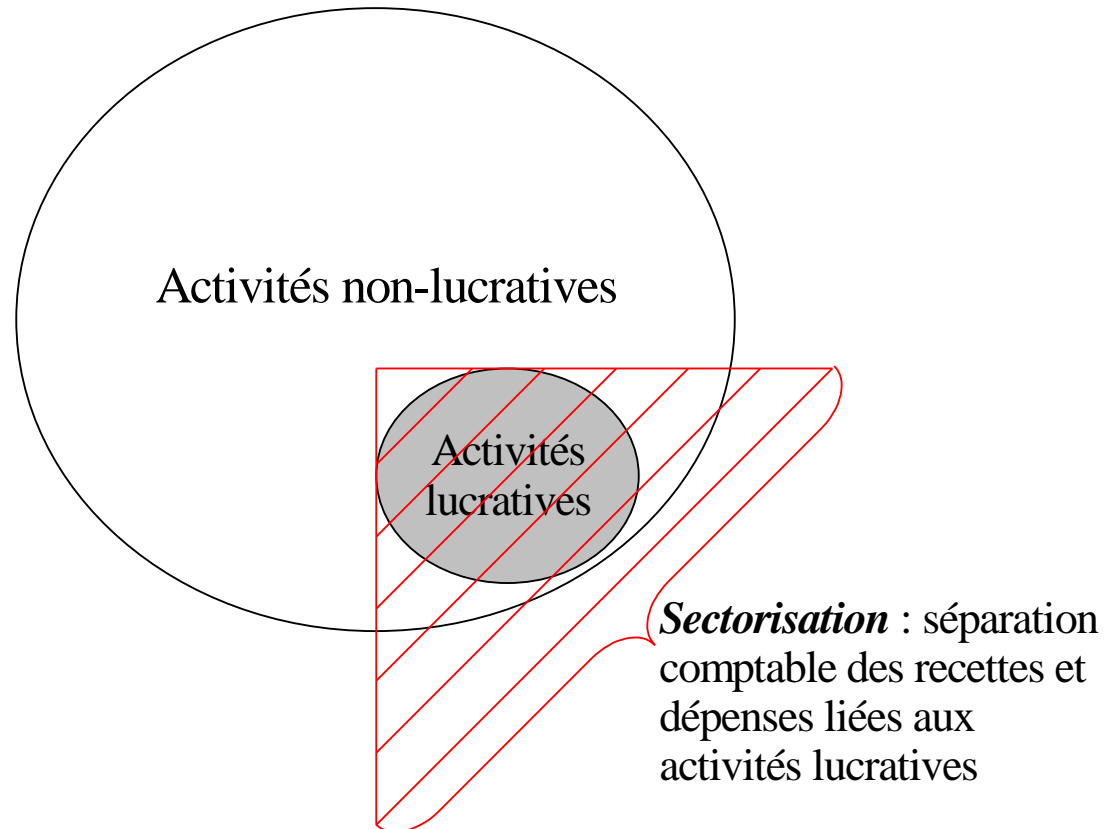 Activités non-lucratives
Activités
lucratives
Sectorisation : séparation
comptable des recettes et
dépenses liées aux
activités lucratives